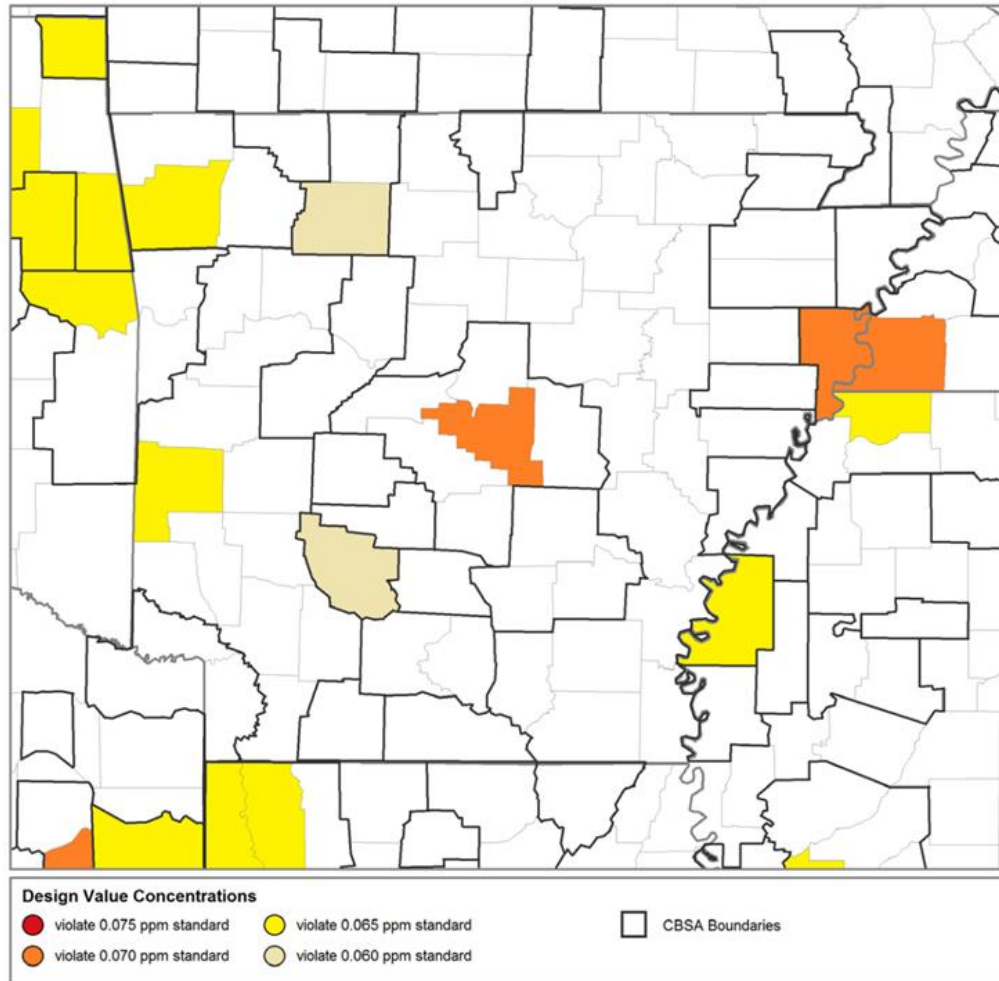 Design Value Concentrations
violate 0.075 ppm standard violate 0.065 ppm standard CBSA Boundaries
violate 0.070 ppm standard violate 0.060 ppm standard